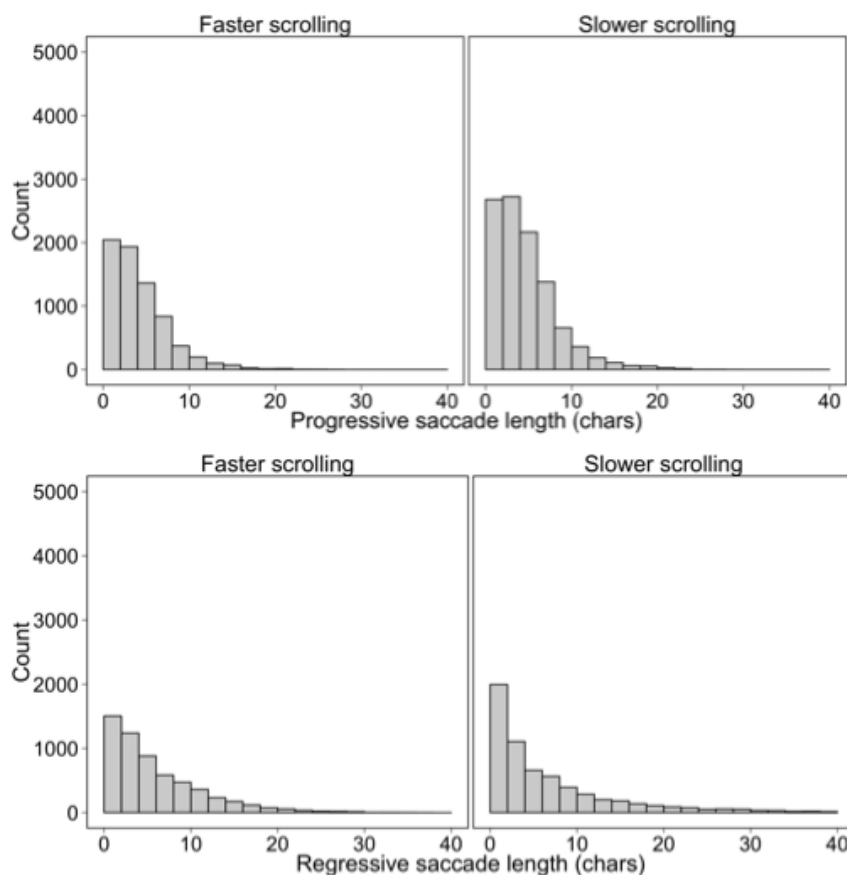 Faster scrolling Slower scrolling
5000
4000
3000
2000
1000
0
Count
0 10 20 30 40 0 10 20 30 40
Progressive saccade length (chars)
Faster scrolling Slower scrolling
5000
4000
3000
2000
1000
0
Count
0 10 20 30 40 0 10 20 30 40
Regressive saccade length (chars)